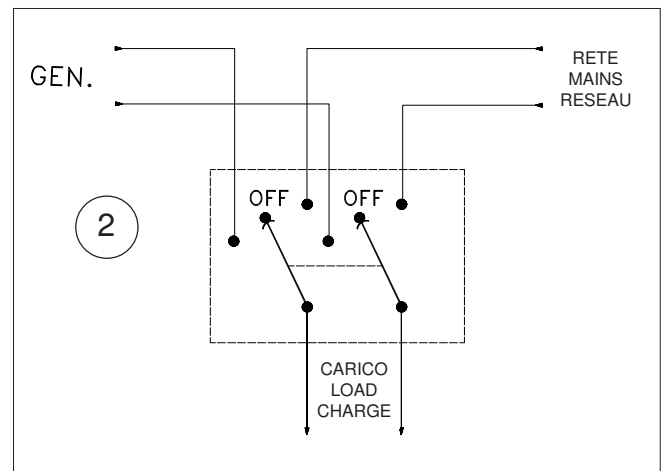 GEN.
RETE
MAINS
RESEAU
2
OFF
OFF
CARICO
LOAD
CHARGE